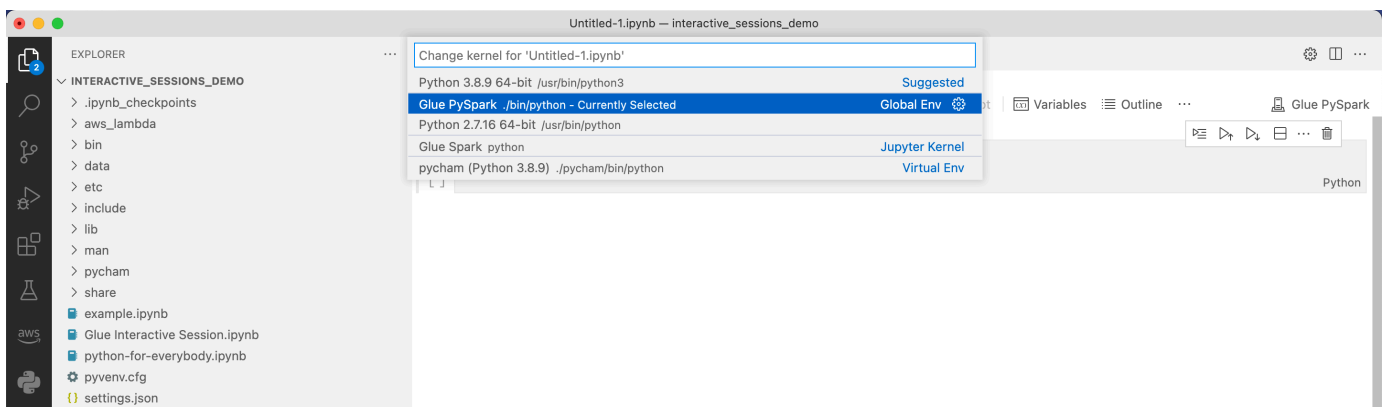 Untitled-1.ipynb — interactive_sessions_demo
2
EXPLORER
INTERACTIVE_SESSIONS_DEMO
.ipynb_checkpoints
aws_lambda
bin
data
etc
include
lib
man
pycham
share
example.ipynb
Glue Interactive Session.ipynb
python-for-everybody.ipynb
pyvenv.cfg
{} settings.json
aws
Change kernel for 'Untitled-1.ipynb'
Python 3.8.9 64-bit /usr/bin/python3 Suggested
Glue PySpark ./bin/python - Currently Selected Global Env
Python 2.7.16 64-bit /usr/bin/python
Glue Spark python Jupyter Kernel
pycham (Python 3.8.9) ./pycham/bin/python Virtual Env
Variables Outline ... Glue PySpark
[ ]
Python